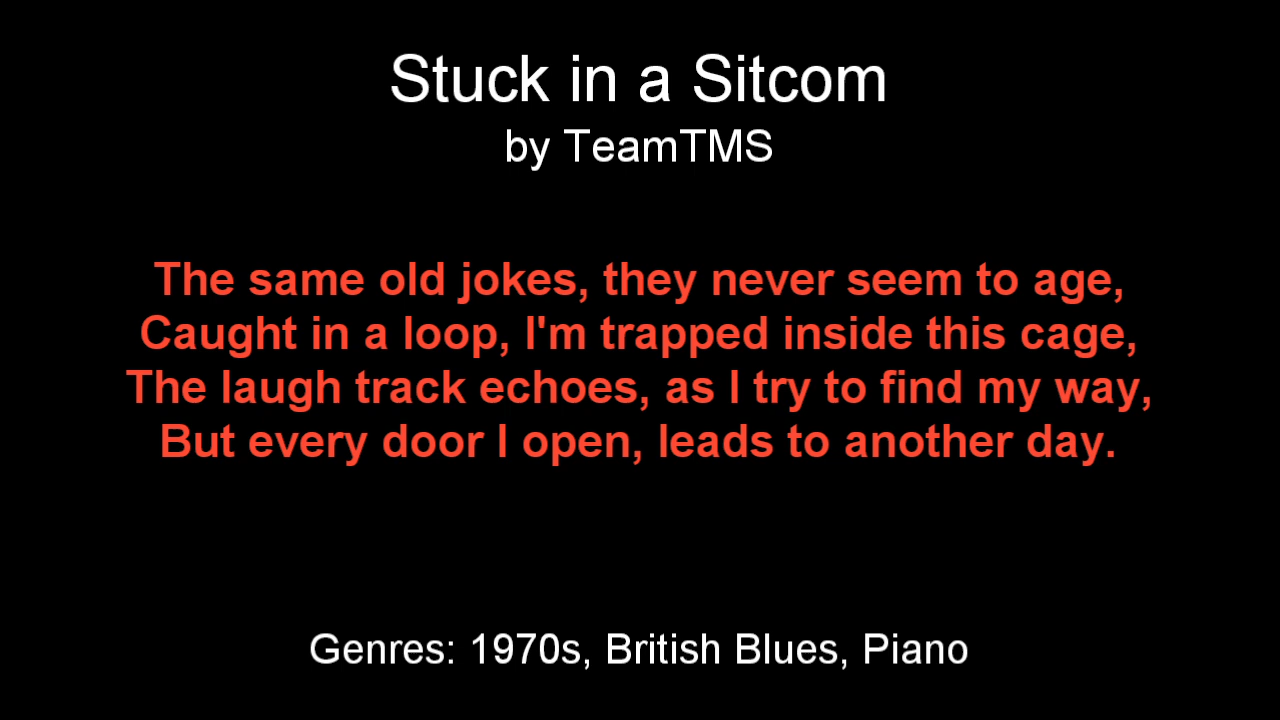 Stuck in a Sitcom
by TeamTMS
The same old jokes, they never seem to age,
Caught in a loop, I'm trapped inside this cage,
The laugh track echoes, as I try to find my way,
But every door I open, leads to another day.
Genres: 1970s, British Blues, Piano